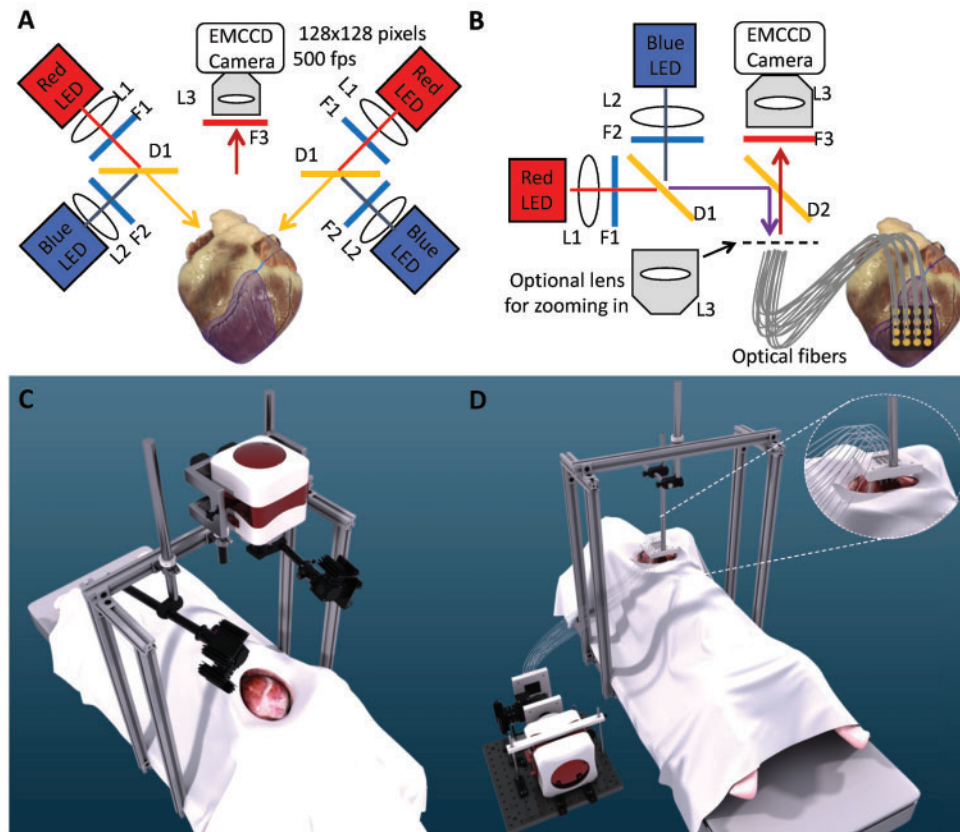 A
EMCCD
Camera
128x128 pixels
500 fps
Red
LED
L1
F1
L3
F3
L1
F1
Red
LED
D1
D1
Blue
LED
L2
F2
F2
L2
Blue
LED
B
Blue
LED
EMCCD
Camera
L2
L3
F2
F3
Red
LED
L1
F1
D1
D2
Optional lens
for zooming in
L3
Optical fibers
C
D